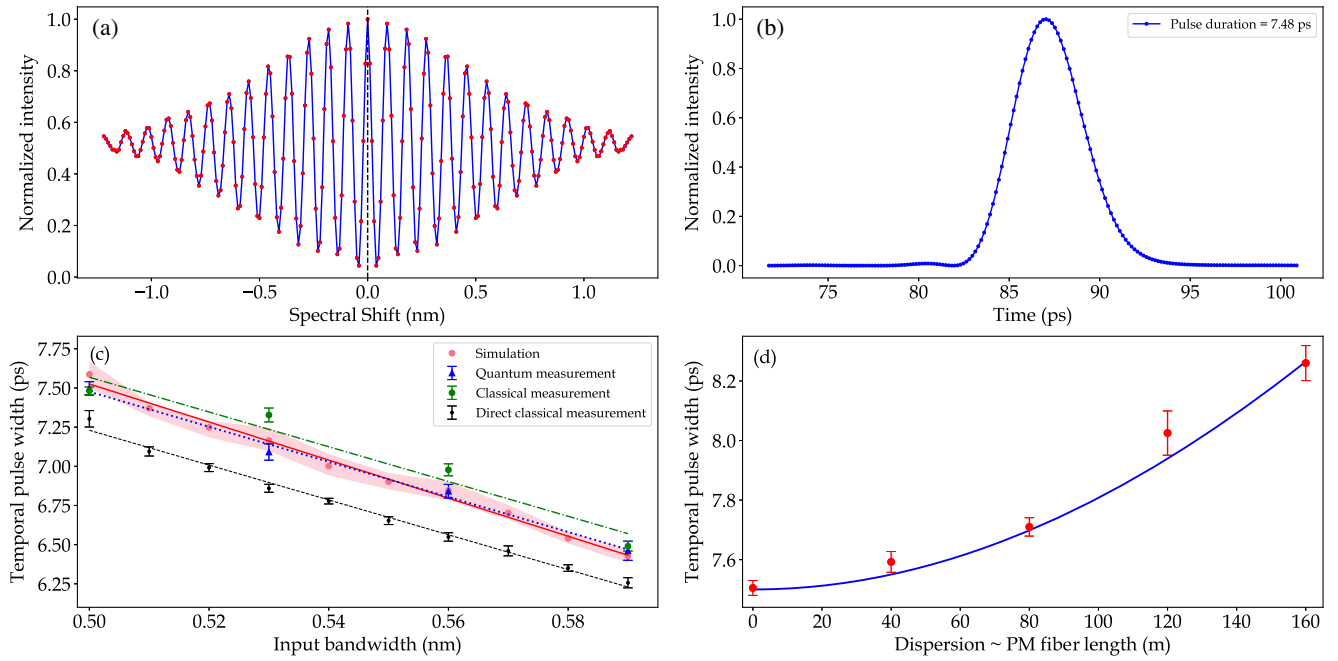 (a)
Normalized intensity
1.0
0.8
0.6
0.4
0.2
0.0
−1.0 −0.5 0.0 0.5 1.0
Spectral Shift (nm)
(b)
Pulse duration = 7.48 ps
Normalized intensity
1.0
0.8
0.6
0.4
0.2
0.0
75 80 85 90 95 100
Time (ps)
(c)
Simulation
Quantum measurement
Classical measurement
Direct classical measurement
Temporal pulse width (ps)
7.75
7.50
7.25
7.00
6.75
6.50
6.25
0.50 0.52 0.54 0.56 0.58
Input bandwidth (nm)
(d)
Temporal pulse width (ps)
8.2
8.0
7.8
7.6
0 20 40 60 80 100 120 140 160
Dispersion ~ PM fiber length (m)